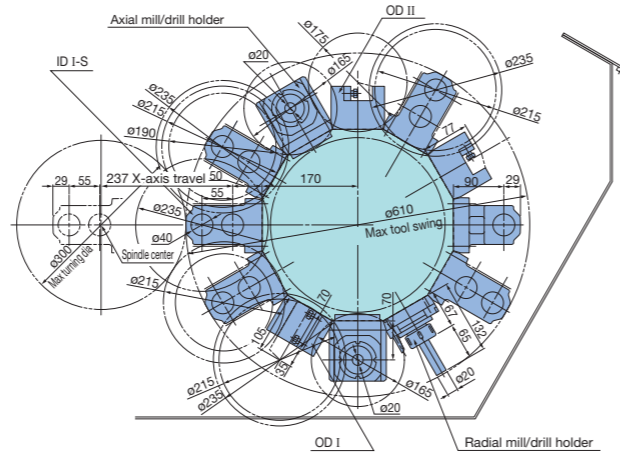 Axial mill/drill holder
OD II
ID I-S
ø175
ø165
ø20
ø235
ø215
ø235
ø215
ø190
77
237 X-axis travel
50
29
55
55
170
90
29
ø610
Max tool swing
ø235
ø40
Spindle center
ø300
Max turning dia
ø215
70
70
67
65
132
105
35
ø20
ø215
ø235
ø165
ø20
OD I
Radial mill/drill holder